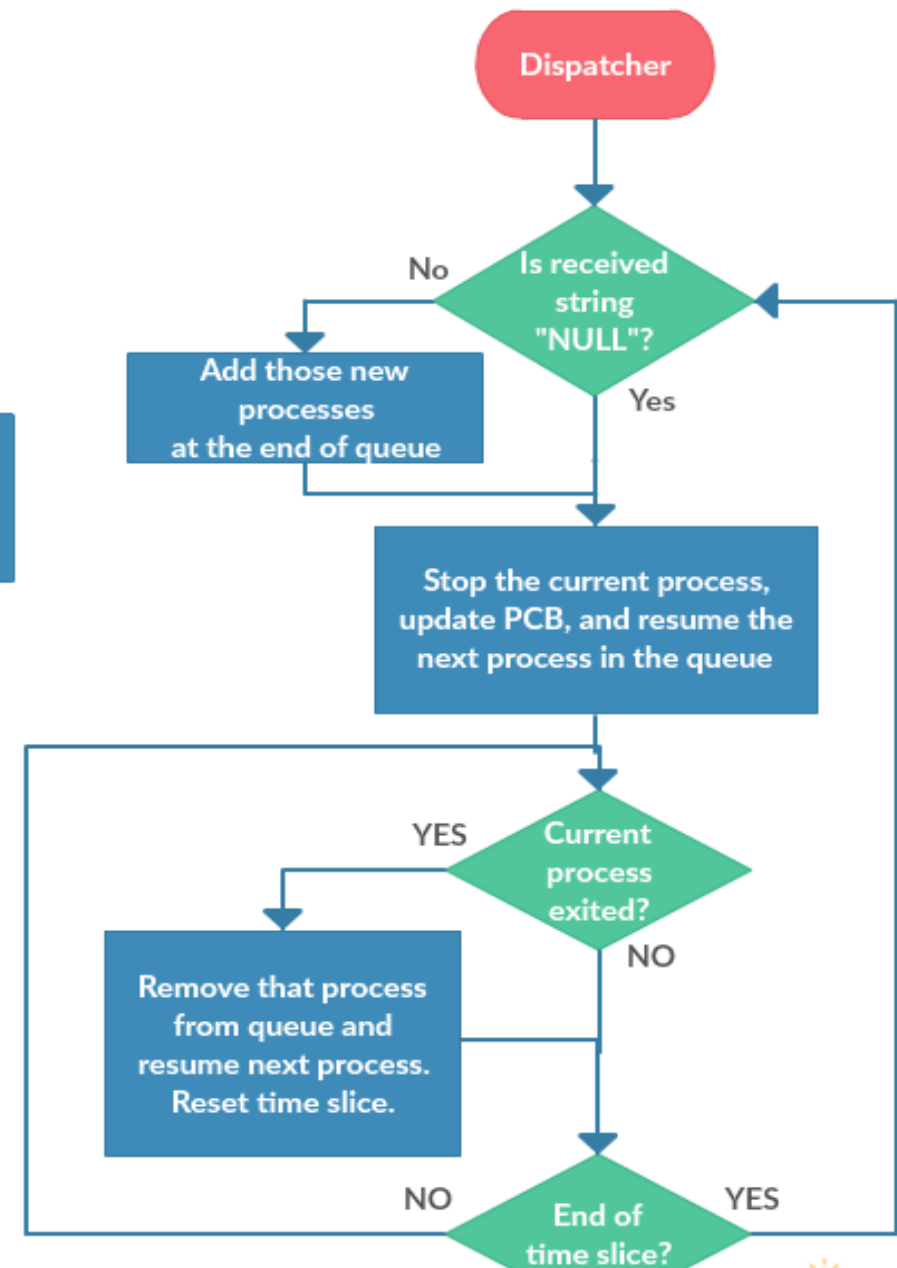 Dispatcher
Is received
string
"NULL"?
No
Yes
Add those new
processes
at the end of queue
Stop the current process,
update PCB, and resume the
next process in the queue
Current
process
exited?
YES
NO
Remove that process
from queue and
resume next process.
Reset time slice.
End of
time slice?
NO
YES